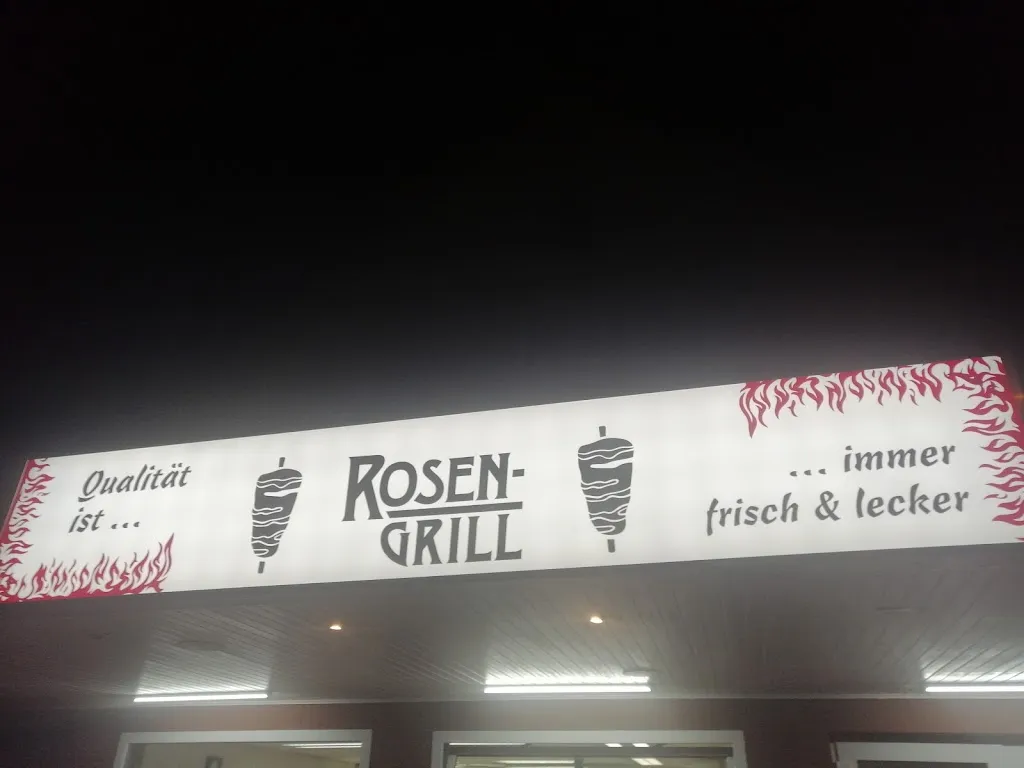 Qualität
ist ...
ROSEN-
GRILL
... immer
frisch & lecker